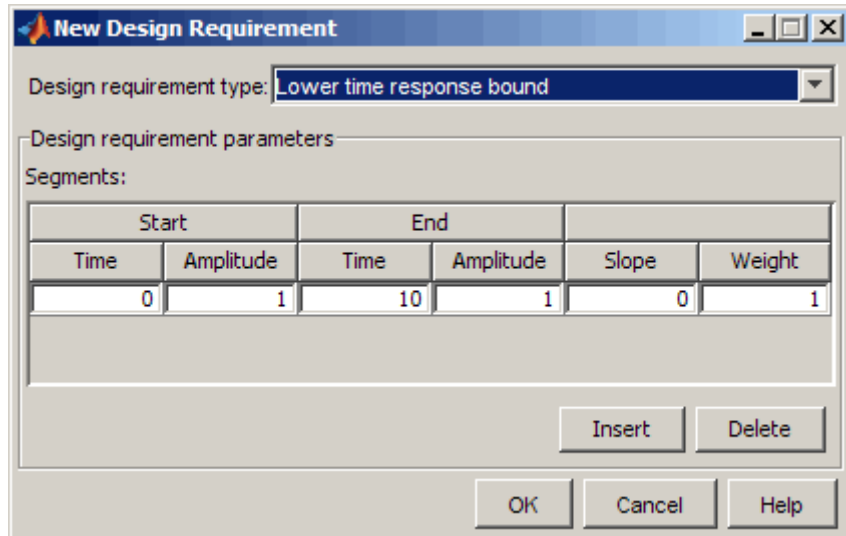 New Design Requirement
Design requirement type: Lower time response bound
Design requirement parameters
Segments:
Start End
Time Amplitude Time Amplitude Slope Weight
0 1 10 1 0 1
Insert Delete
OK Cancel Help